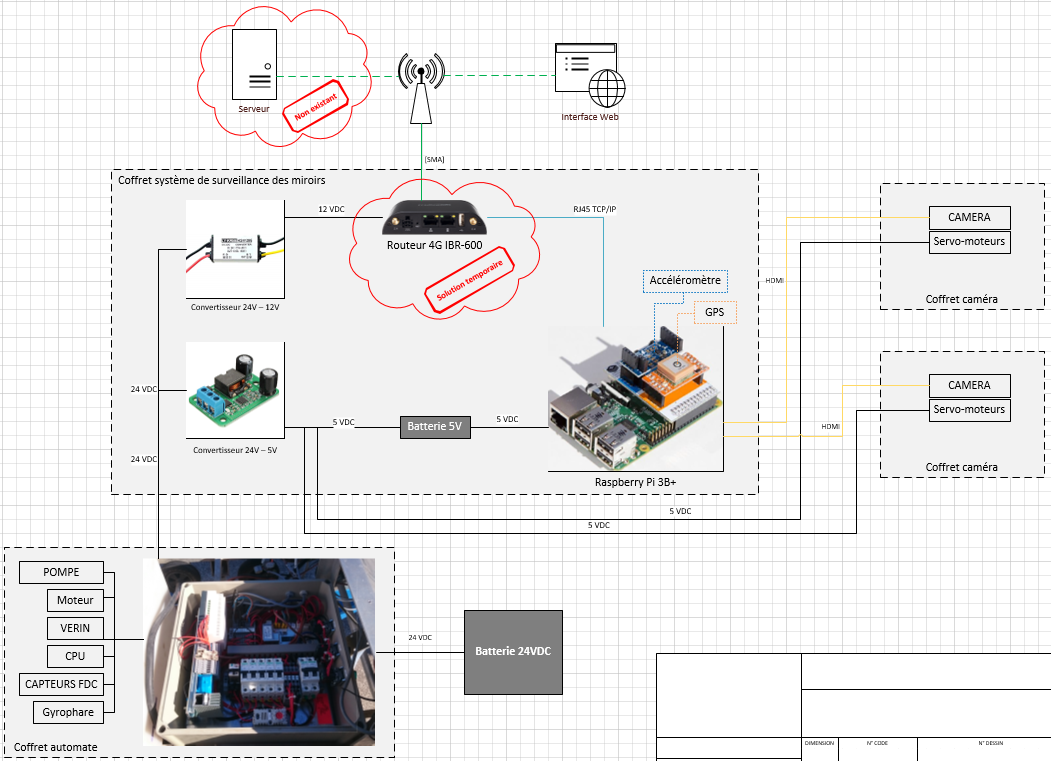 Serveur
Non existant
Interface Web
(SMA)
Coffret système de surveillance des miroirs
12 VDC
RJ45 TCP/IP
Routeur 4G IBR-600
Solution temporaire
Convertisseur 24V – 12V
Accéléromètre
GPS
HDMI
CAMERA
Servo-moteurs
Coffret caméra
24 VDC
5 VDC
Batterie 5V
5 VDC
CAMERA
Servo-moteurs
HDMI
Convertisseur 24V – 5V
24 VDC
Coffret caméra
Raspberry Pi 3B+
5 VDC
5 VDC
POMPE
Moteur
VERIN
CPU
CAPTEURS FDC
Gyrophare
Coffret automate
24 VDC
Batterie 24VDC
DIMENSION
N° CODE
N° DESSIN